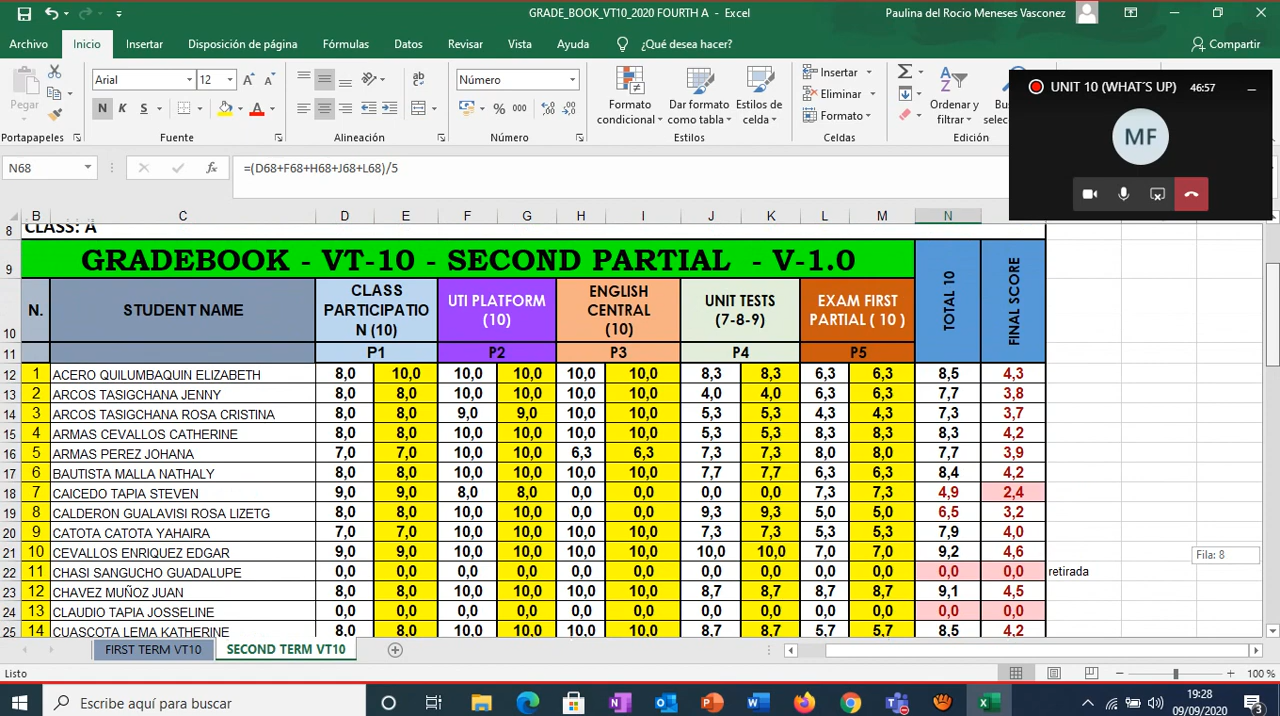 GRADE_BOOK_VT10_2020 FOURTH A - Excel
Paulina del Rocio Meneses Vasconez
Archivo Inicio Insertar Disposición de página Fórmulas Datos Revisar Vista Ayuda ¿Qué desea hacer? Compartir
Pegar
Arial 12
N K S
ab
Número
$ % 000
Formato condicional
Dar formato como tabla
Estilos de celda
Insertar
Eliminar
Formato
Ordenar y filtrar
Portapapeles Fuente Alineación Número Estilos Celdas Edición
UNIT 10 (WHAT´S UP) 46:57
MF
N68 fx =(D68+F68+H68+J68+L68)/5
B C D E F G H I J K L M N
8 CLASS: A
9 GRADEBOOK - VT-10 - SECOND PARTIAL - V-1.0
10 N. STUDENT NAME CLASS PARTICIPATIO N (10) UTI PLATFORM (10) ENGLISH CENTRAL (10) UNIT TESTS (7-8-9) EXAM FIRST PARTIAL ( 10 ) TOTAL 10 FINAL SCORE
11 P1 P2 P3 P4 P5
12 1 ACERO QUILUMBAQUIN ELIZABETH 8,0 10,0 10,0 10,0 10,0 10,0 8,3 8,3 6,3 6,3 8,5 4,3
13 2 ARCOS TASIGCHANA JENNY 8,0 8,0 10,0 10,0 10,0 10,0 4,0 4,0 6,3 6,3 7,7 3,8
14 3 ARCOS TASIGCHANA ROSA CRISTINA 8,0 8,0 9,0 9,0 10,0 10,0 5,3 5,3 4,3 4,3 7,3 3,7
15 4 ARMAS CEVALLOS CATHERINE 8,0 8,0 10,0 10,0 10,0 10,0 5,3 5,3 8,3 8,3 8,3 4,2
16 5 ARMAS PEREZ JOHANA 7,0 7,0 10,0 10,0 6,3 6,3 7,3 7,3 8,0 8,0 7,7 3,9
17 6 BAUTISTA MALLA NATHALY 8,0 8,0 10,0 10,0 10,0 10,0 7,7 7,7 6,3 6,3 8,4 4,2
18 7 CAICEDO TAPIA STEVEN 9,0 9,0 8,0 8,0 0,0 0,0 0,0 0,0 7,3 7,3 4,9 2,4
19 8 CALDERON GUALAVISI ROSA LIZETG 8,0 8,0 10,0 10,0 0,0 0,0 9,3 9,3 5,0 5,0 6,5 3,2
20 9 CATOTA CATOTA YAHAIRA 7,0 7,0 10,0 10,0 10,0 10,0 7,3 7,3 5,3 5,3 7,9 4,0
21 10 CEVALLOS ENRIQUEZ EDGAR 9,0 9,0 10,0 10,0 10,0 10,0 10,0 10,0 7,0 7,0 9,2 4,6
22 11 CHASI SANGUCHO GUADALUPE 0,0 0,0 0,0 0,0 0,0 0,0 0,0 0,0 0,0 0,0 0,0 0,0 retirada
23 12 CHAVEZ MUÑOZ JUAN 8,0 8,0 10,0 10,0 10,0 10,0 8,7 8,7 8,7 8,7 9,1 4,5
24 13 CLAUDIO TAPIA JOSSELINE 0,0 0,0 0,0 0,0 0,0 0,0 0,0 0,0 0,0 0,0 0,0 0,0
25 14 CUASCOTA LEMA KATHERINE 8,0 8,0 10,0 10,0 10,0 10,0 8,7 8,7 5,7 5,7 8,5 4,2
Fila: 8
FIRST TERM VT10 SECOND TERM VT10
Listo 100 %
Escribe aquí para buscar
19:28
09/09/2020
3